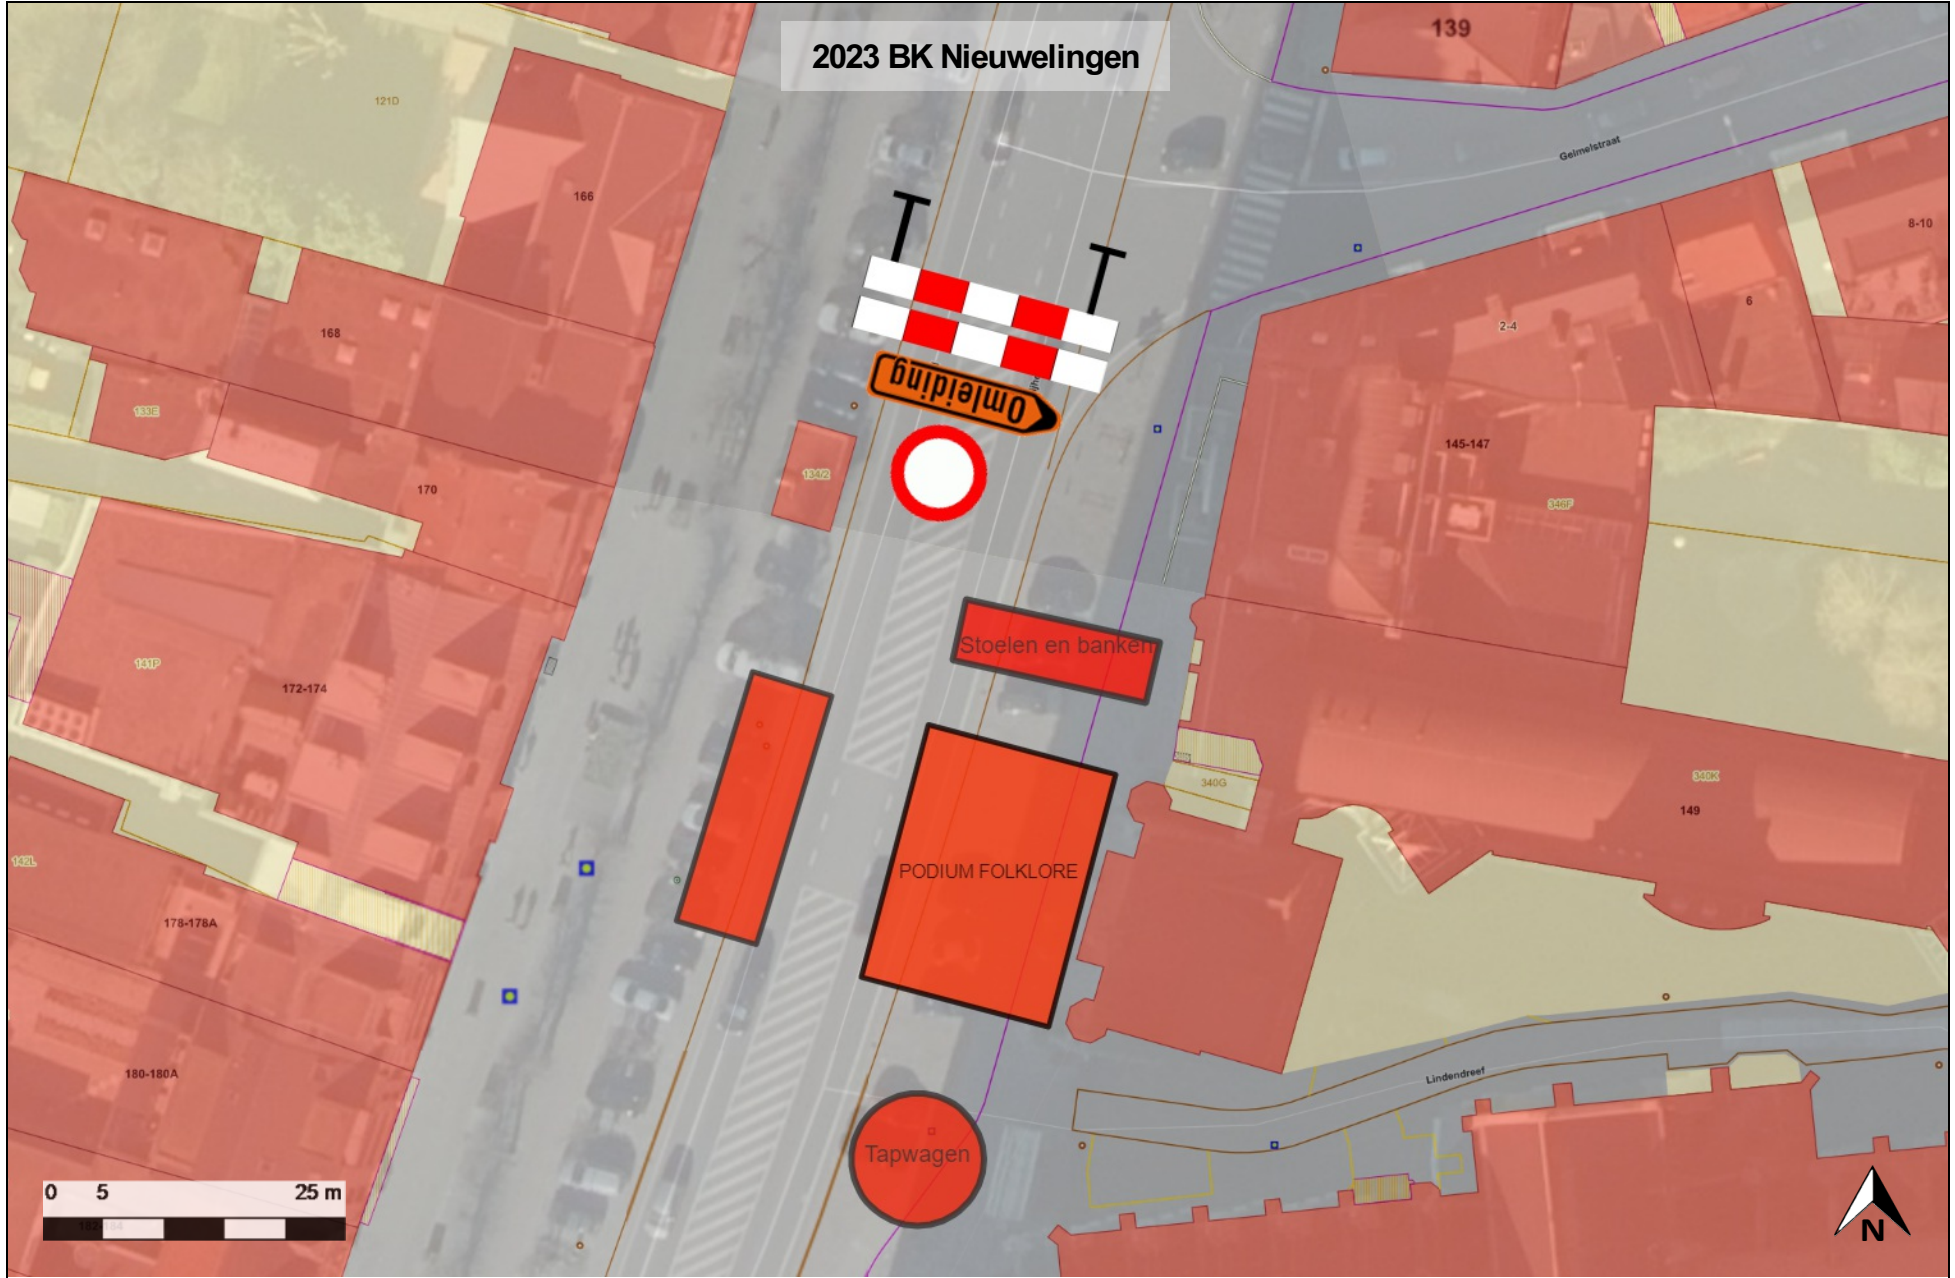 2023 BK Nieuwelingen
139
121D
Gelmelstraat
166
8-10
6
2-4
168
133E
145-147
134/2
Omleiding
170
346F
Stoelen en banken
141P
172-174
340G
340K
149
142L
PODIUM FOLKLORE
178-178A
180-180A
Lindendreef
Tapwagen
0 5 25 m
182-184
N